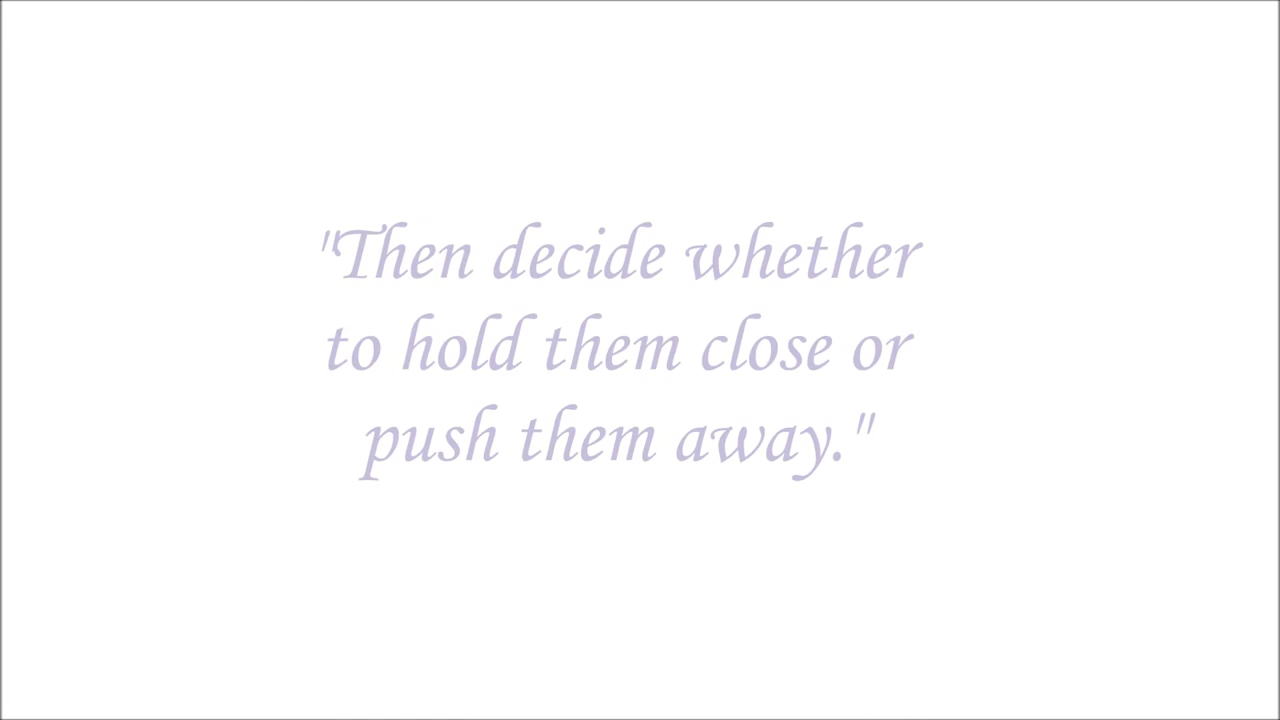 "Then decide whether
to hold them close or
push them away."